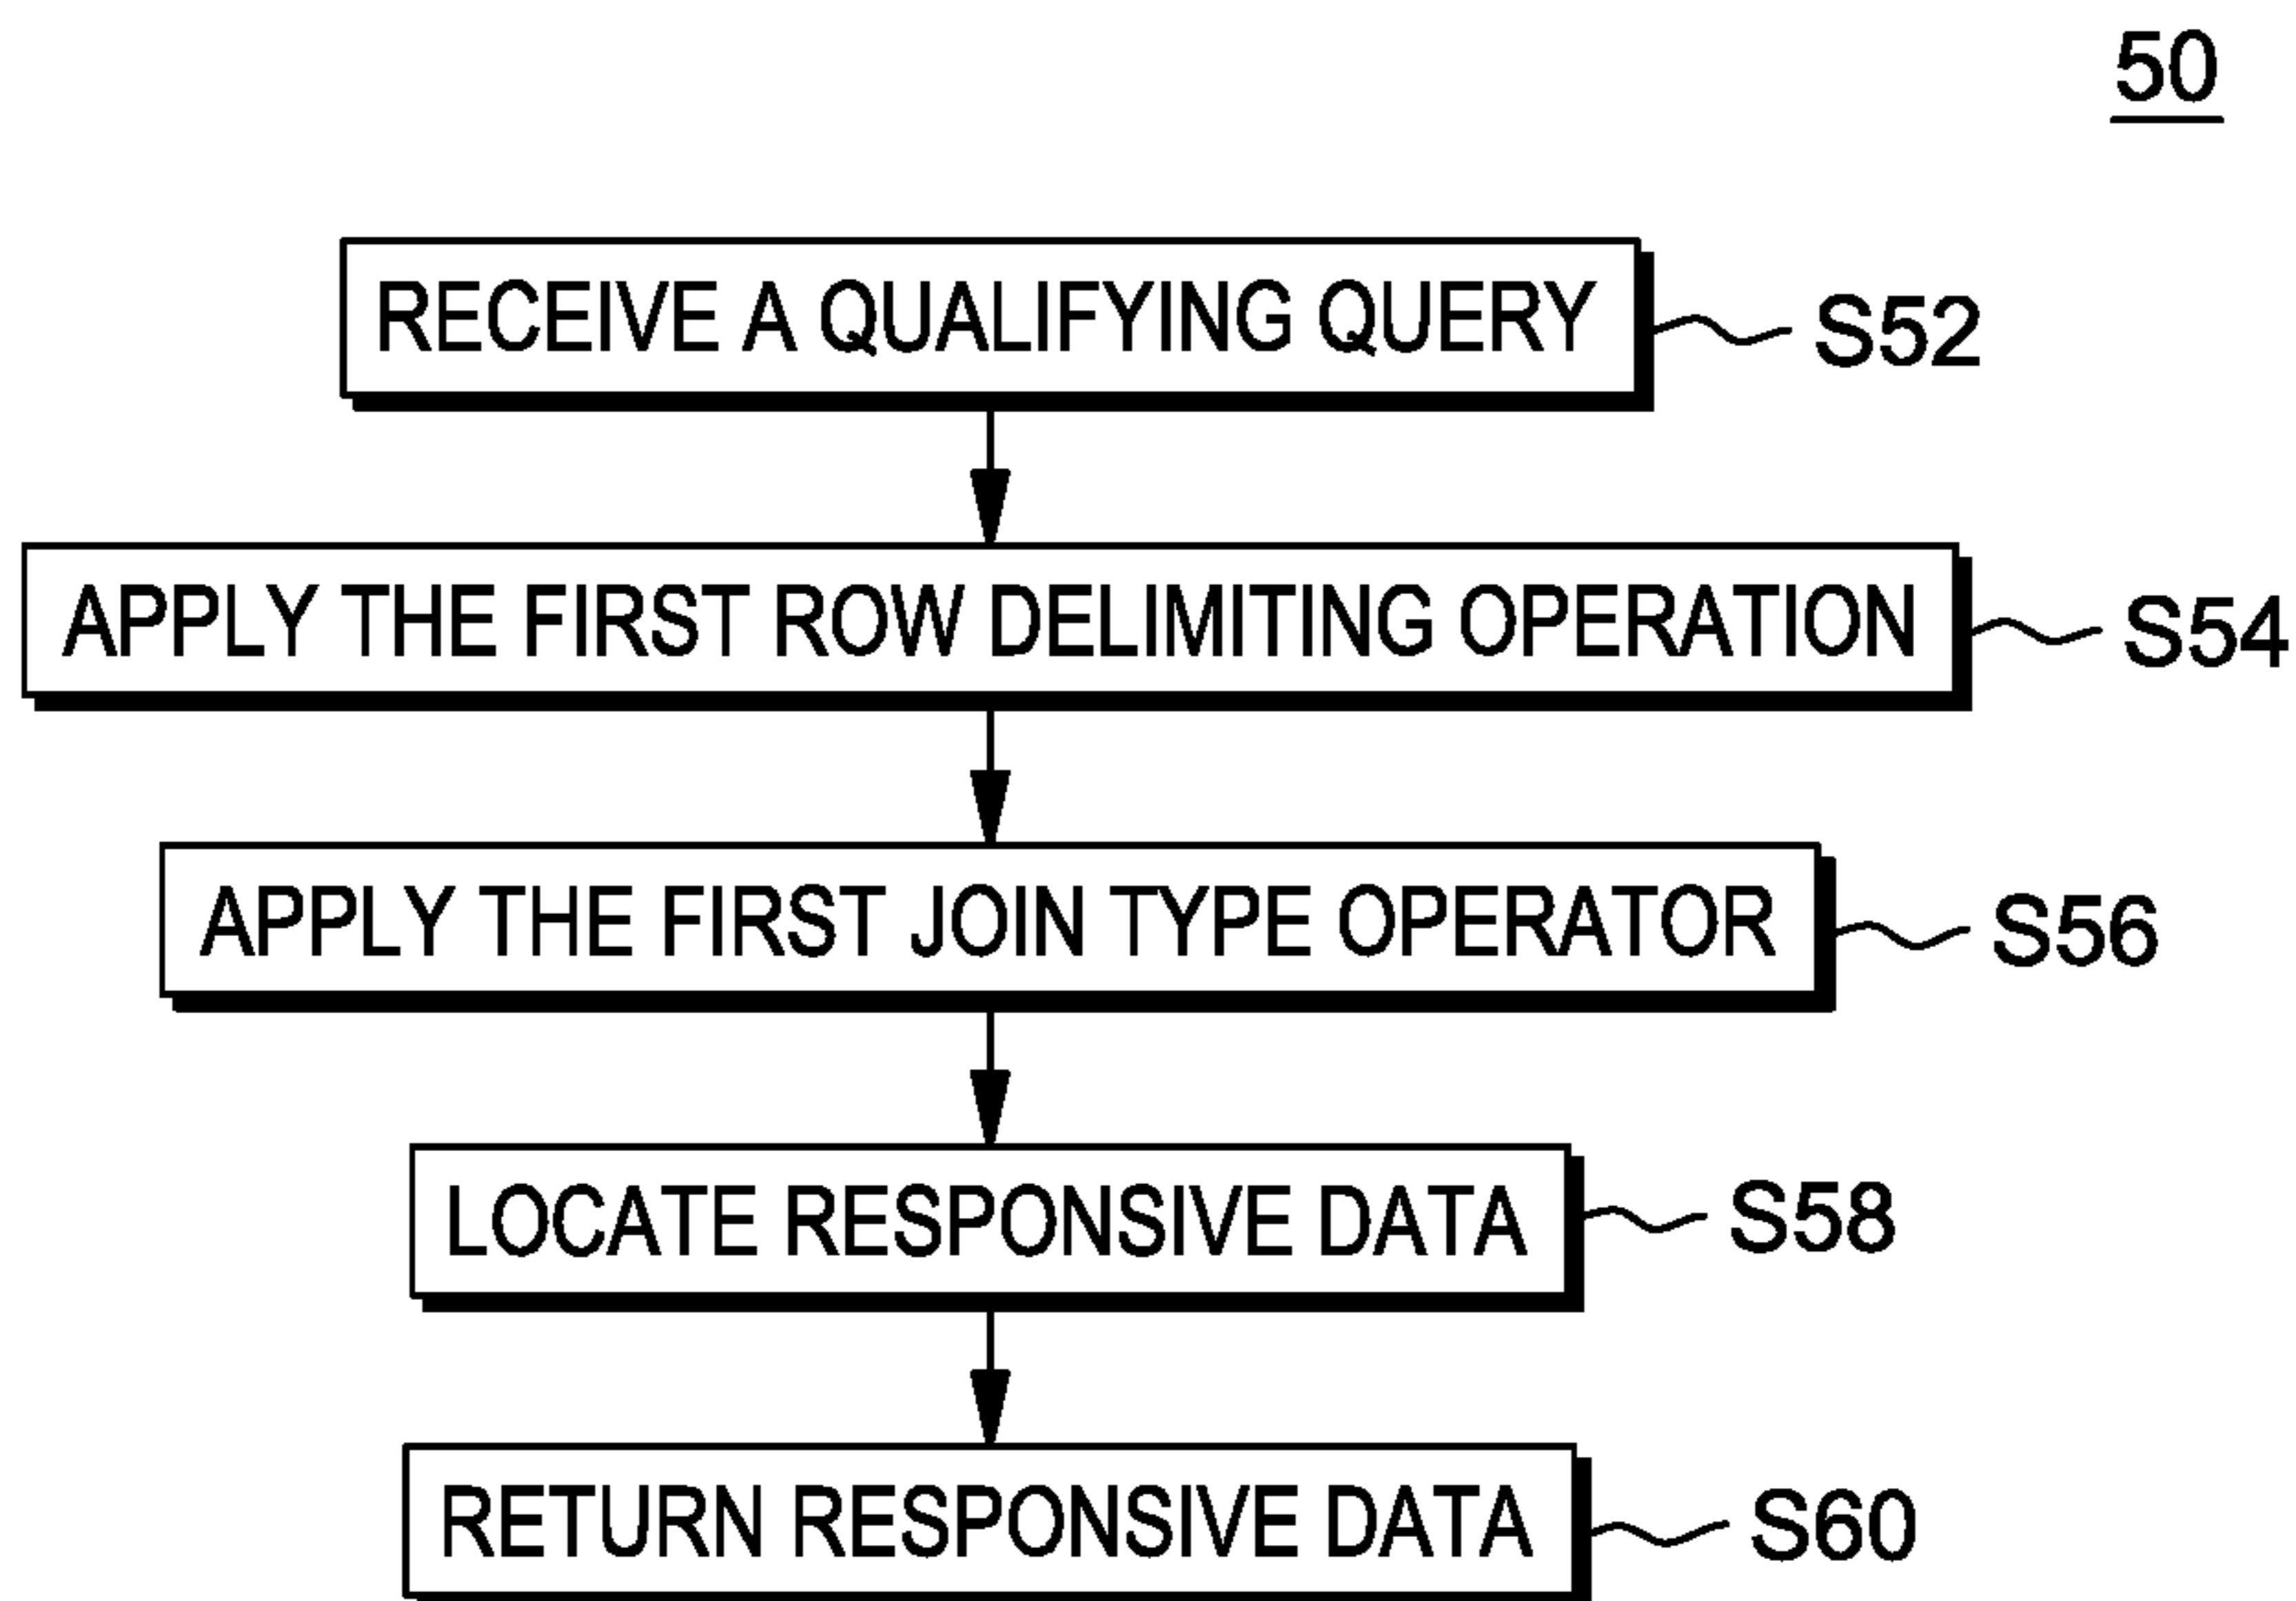 50
RECEIVE A QUALIFYING QUERY
S52
APPLY THE FIRST ROW DELIMITING OPERATION
S54
APPLY THE FIRST JOIN TYPE OPERATOR
S56
LOCATE RESPONSIVE DATA
S58
RETURN RESPONSIVE DATA
S60